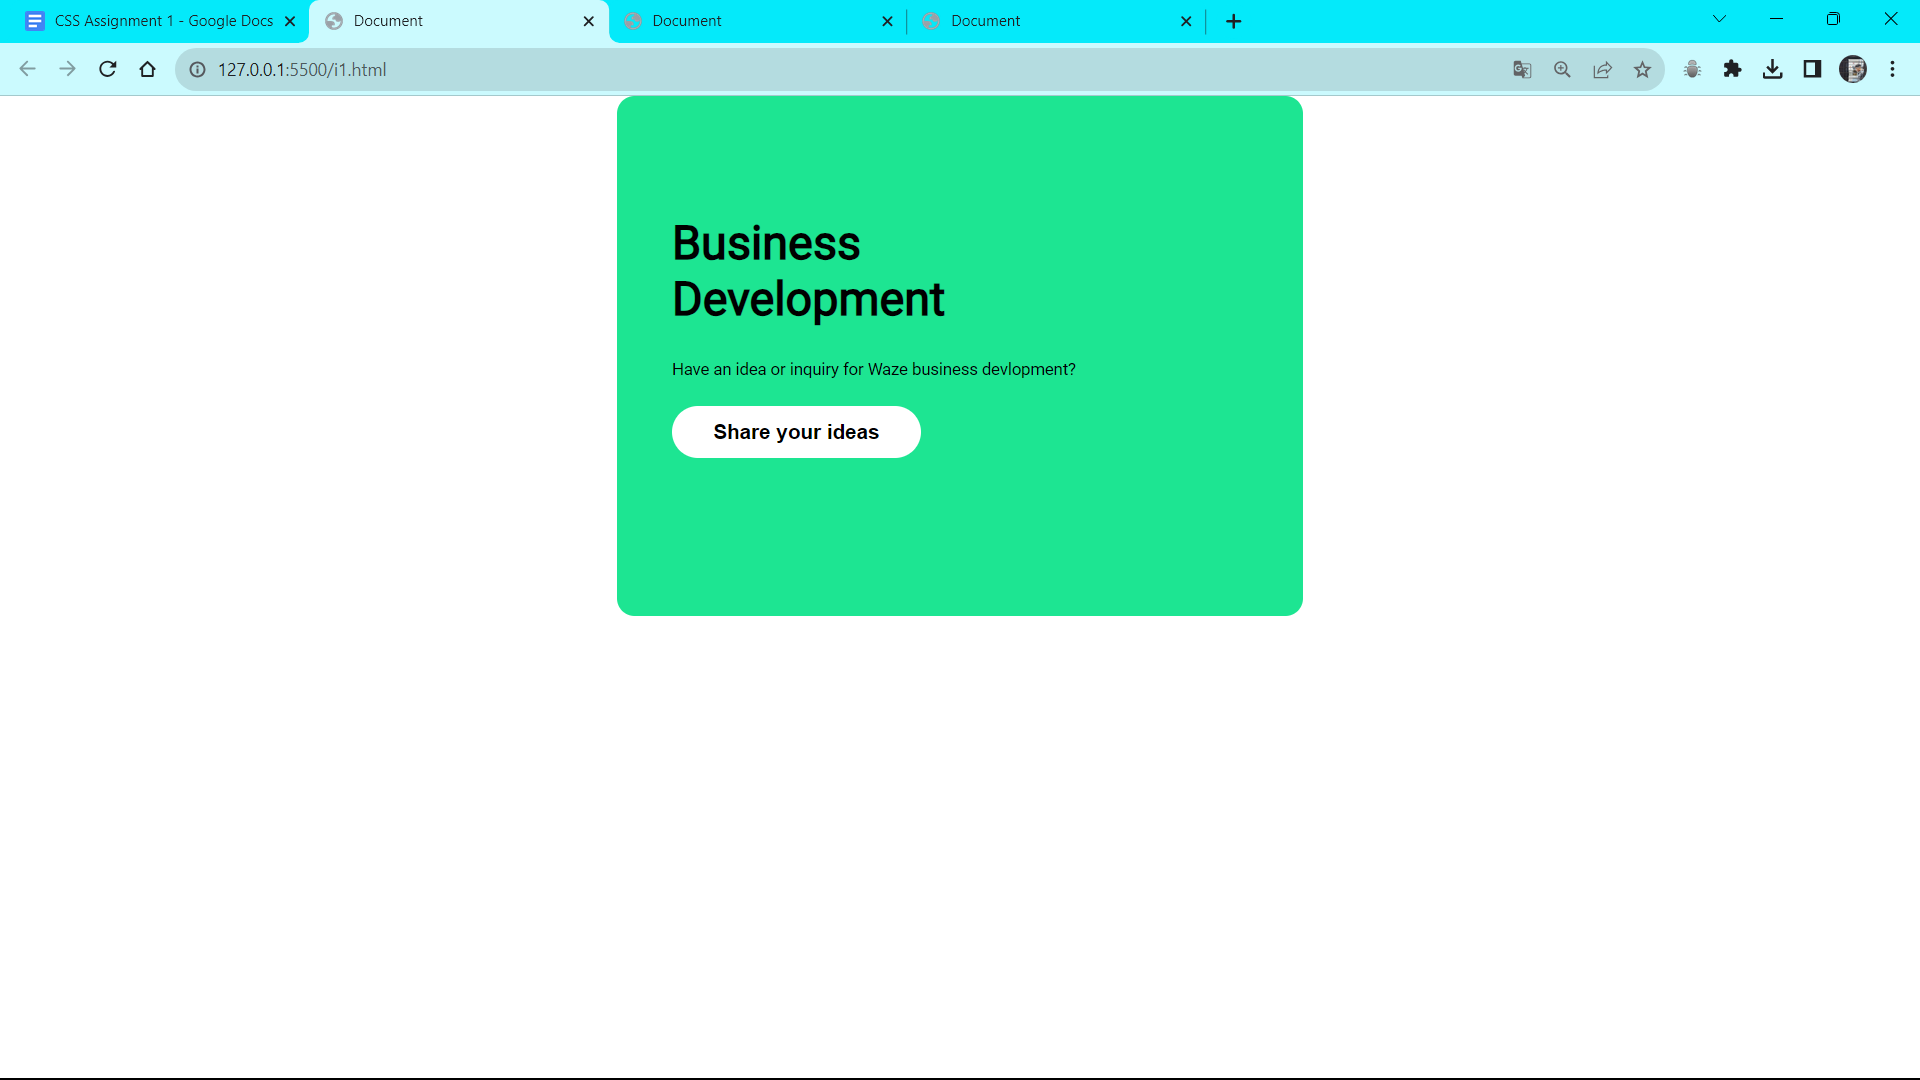 CSS Assignment 1 - Google Docs
Document
Document
Document
127.0.0.1:5500/i1.html
Business
Development
Have an idea or inquiry for Waze business devlopment?
Share your ideas